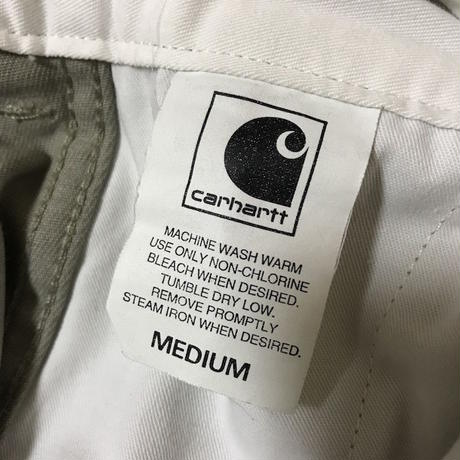 carhartt
MACHINE WASH WARM
USE ONLY NON-CHLORINE
BLEACH WHEN DESIRED.
TUMBLE DRY LOW.
REMOVE PROMPTLY
STEAM IRON WHEN DESIRED.
MEDIUM